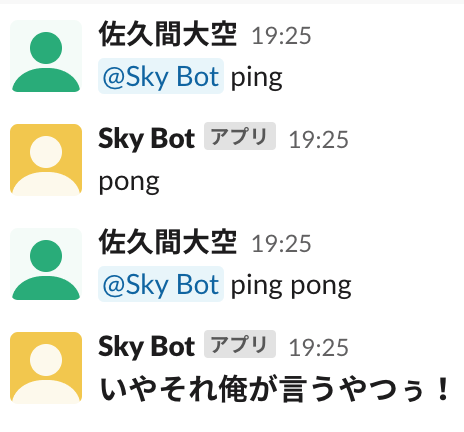 佐久間大空 19:25
@Sky Bot ping
Sky Bot アプリ 19:25
pong
佐久間大空 19:25
@Sky Bot ping pong
Sky Bot アプリ 19:25
いやそれ俺が言うやつぅ！